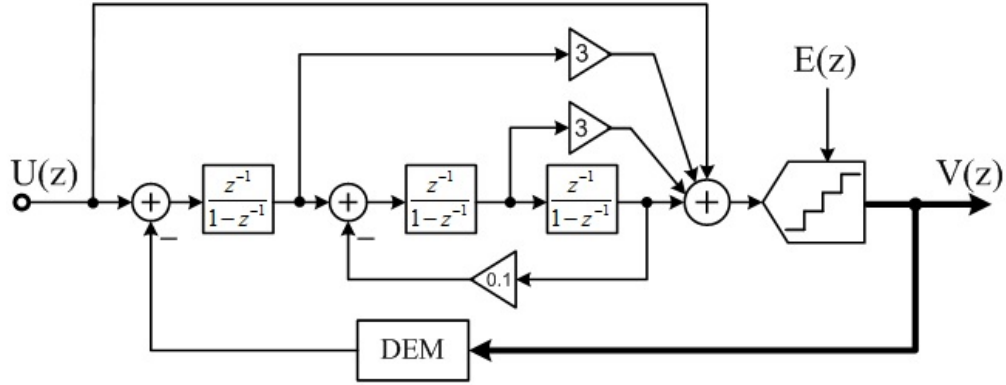 3
E(z)
3
U(z)
V(z)
+
z⁻¹
1−z⁻¹
+
z⁻¹
1−z⁻¹
z⁻¹
1−z⁻¹
+
−
−
0.1
DEM